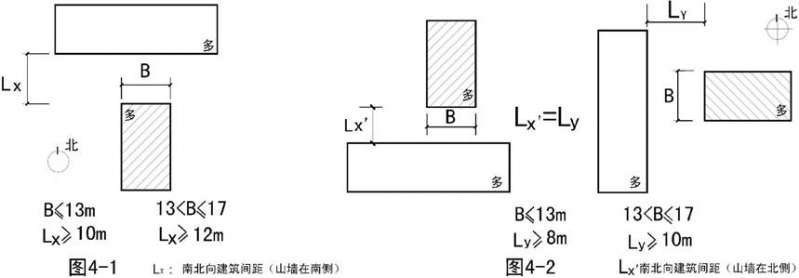 多
Lx
B
多
北
B≤13m 13<B≤17
Lx≥10m Lx≥12m
图4-1 Lx：南北向建筑间距（山墙在南侧）
多
Lx'
B
多
Lx'=Ly
LY
北
B
多
多
B≤13m 13<B≤17
Ly≥8m Ly≥10m
图4-2 Lx'南北向建筑间距（山墙在北侧）